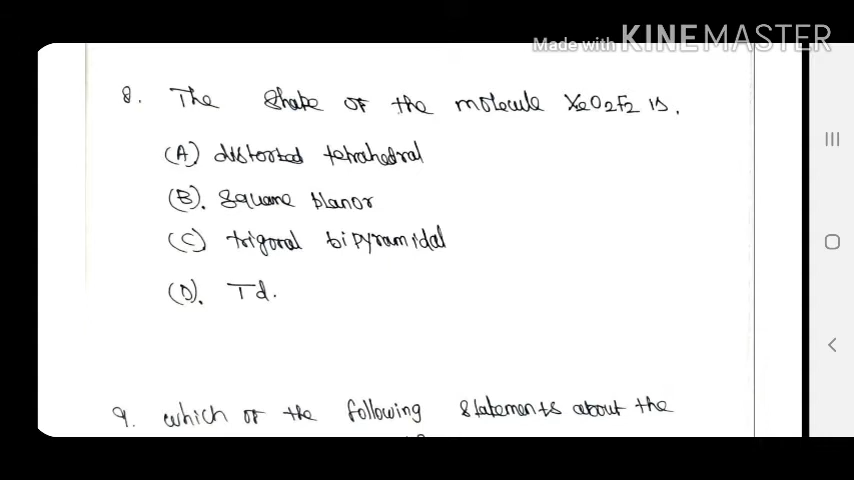 Made with KINEMASTER
8. The shape of the molecule XeO2F2 is.
(A) distorted tetrahedral
(B). Square planor
(C) trigonal bipyramidal
(D). Td.
9. which of the following statements about the